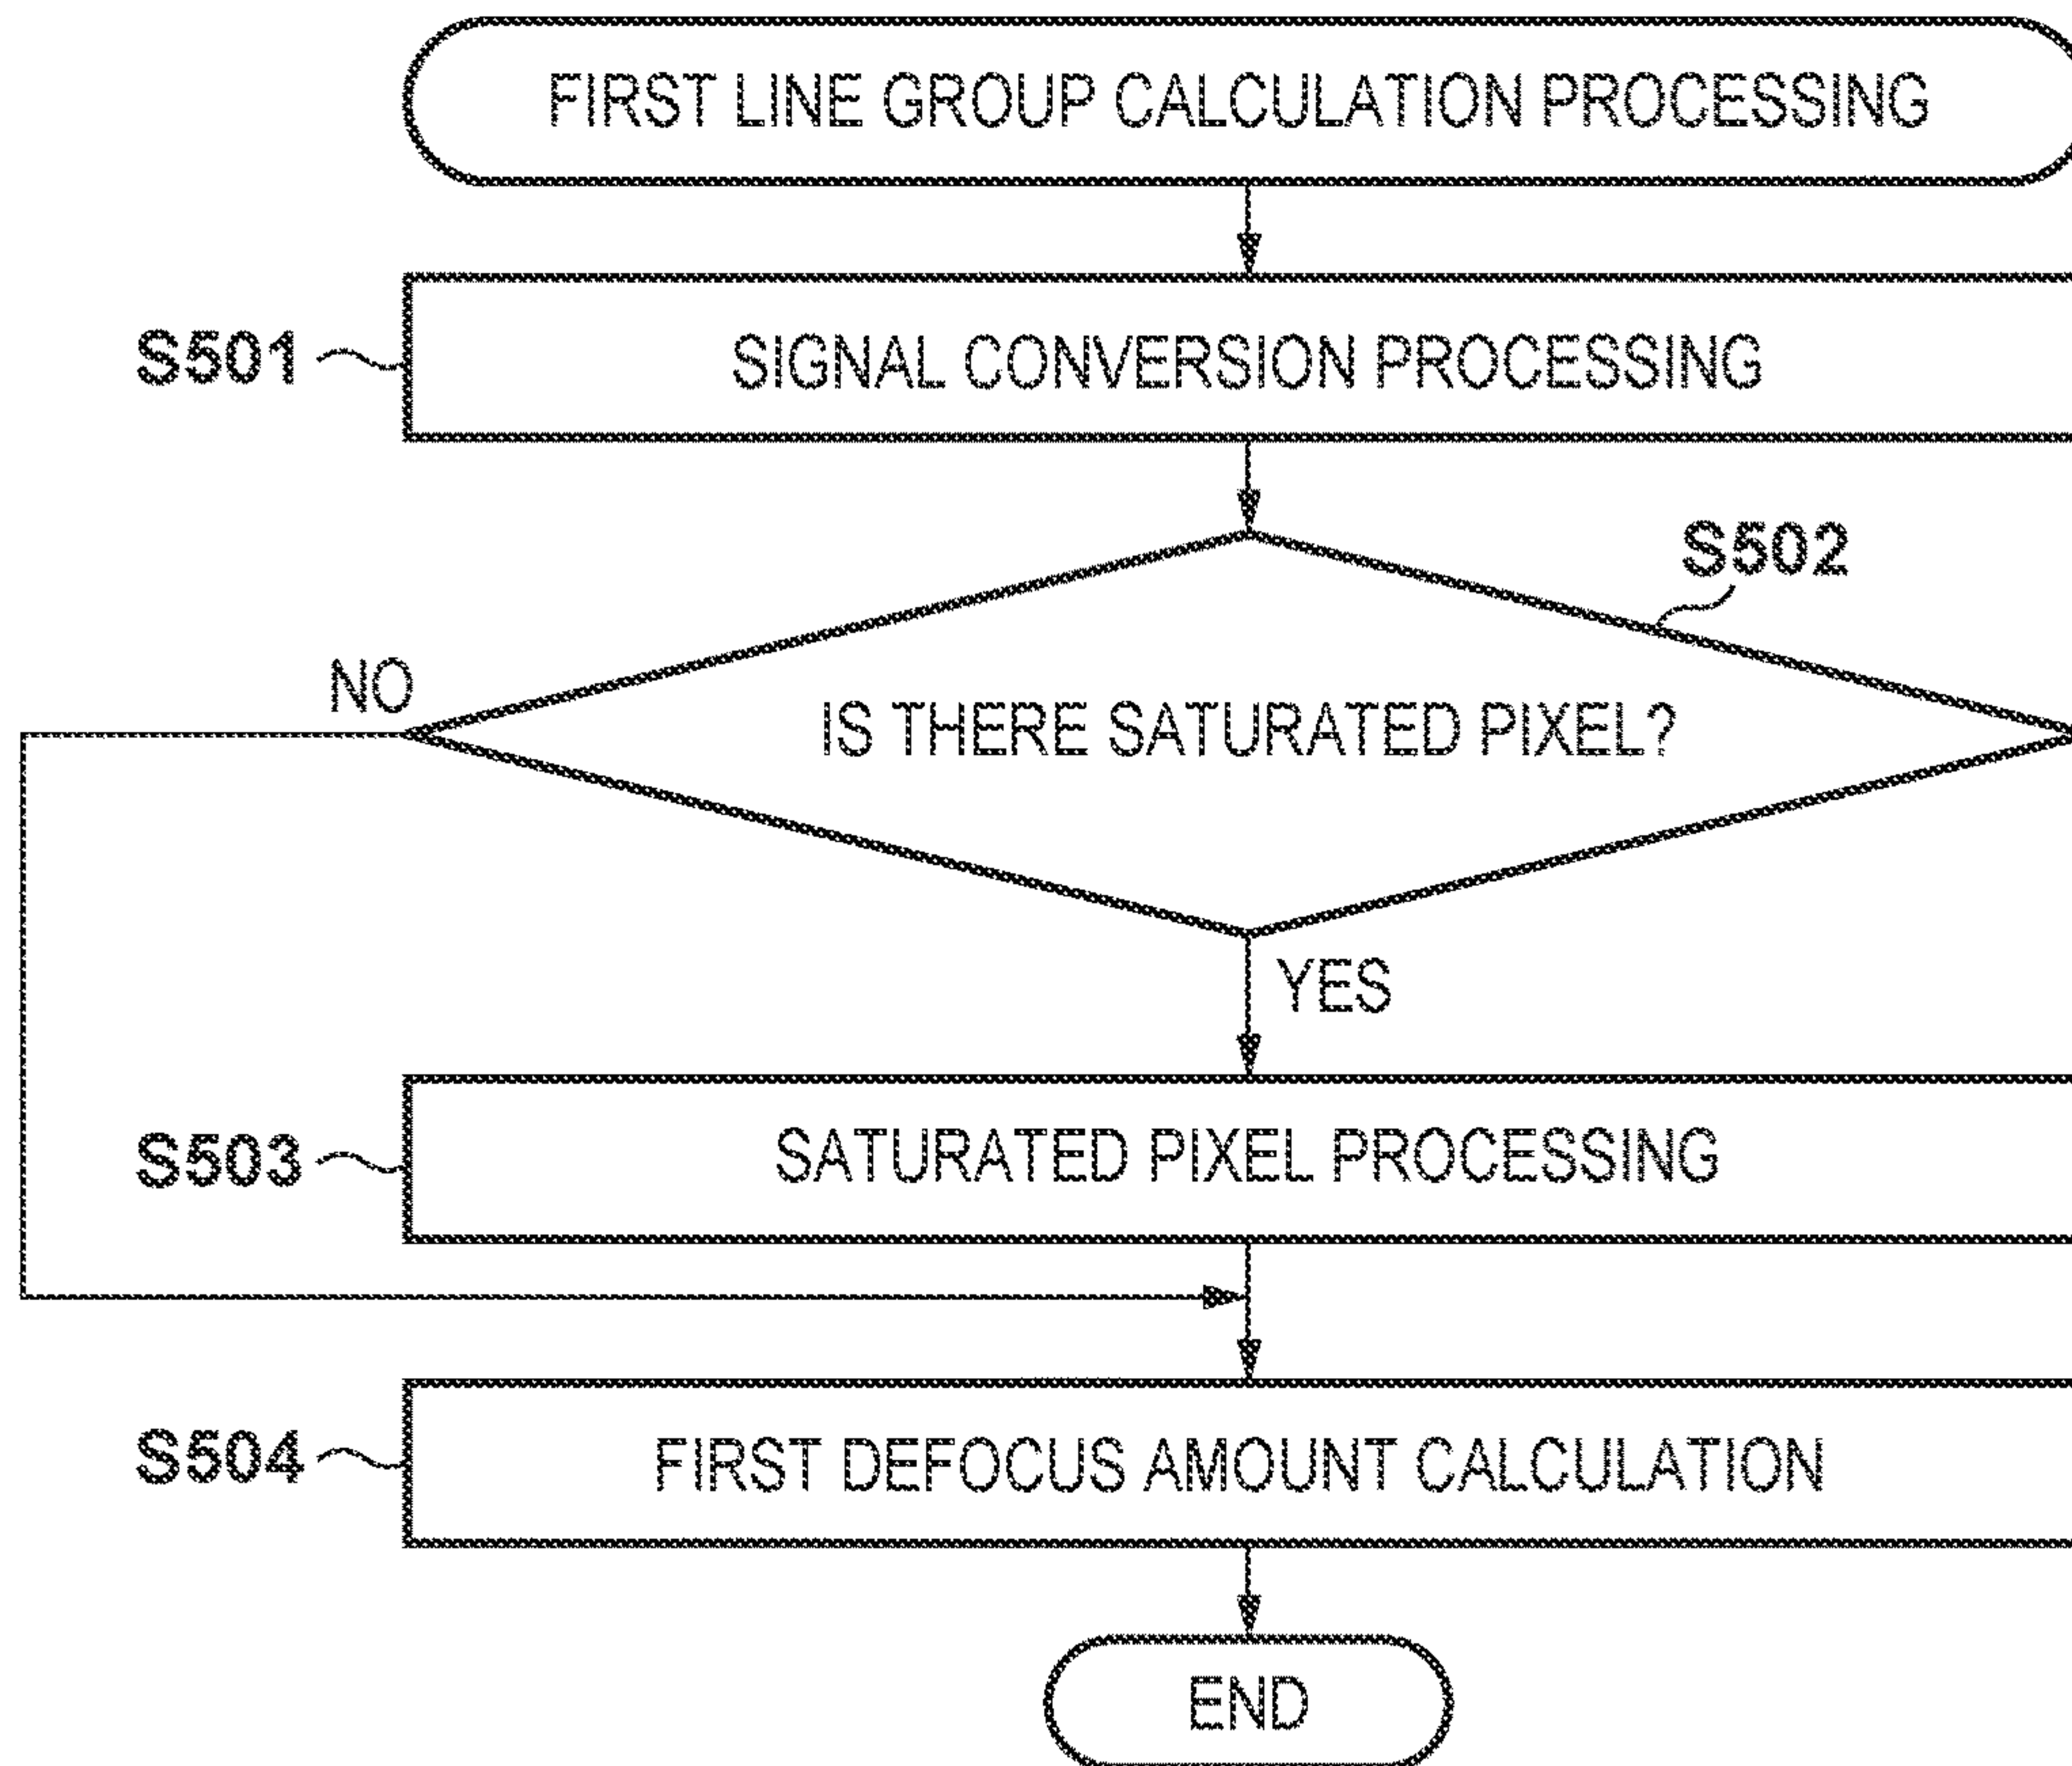 FIRST LINE GROUP CALCULATION PROCESSING
S501
SIGNAL CONVERSION PROCESSING
S502
NO
IS THERE SATURATED PIXEL?
YES
S503
SATURATED PIXEL PROCESSING
S504
FIRST DEFOCUS AMOUNT CALCULATION
END